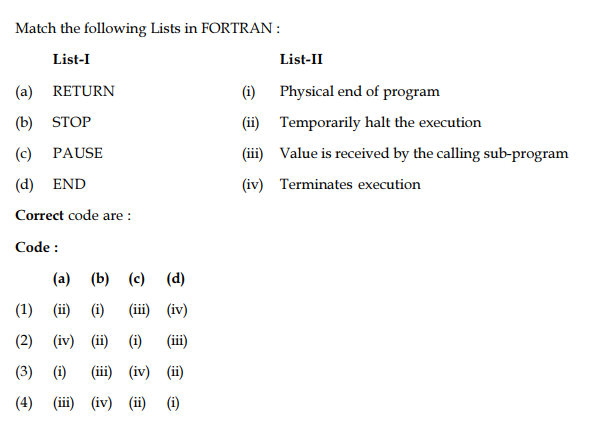 Match the following Lists in FORTRAN :
List-I List-II
(a) RETURN (i) Physical end of program
(b) STOP (ii) Temporarily halt the execution
(c) PAUSE (iii) Value is received by the calling sub-program
(d) END (iv) Terminates execution
Correct code are :
Code :
(a) (b) (c) (d)
(1) (ii) (i) (iii) (iv)
(2) (iv) (ii) (i) (iii)
(3) (i) (iii) (iv) (ii)
(4) (iii) (iv) (ii) (i)